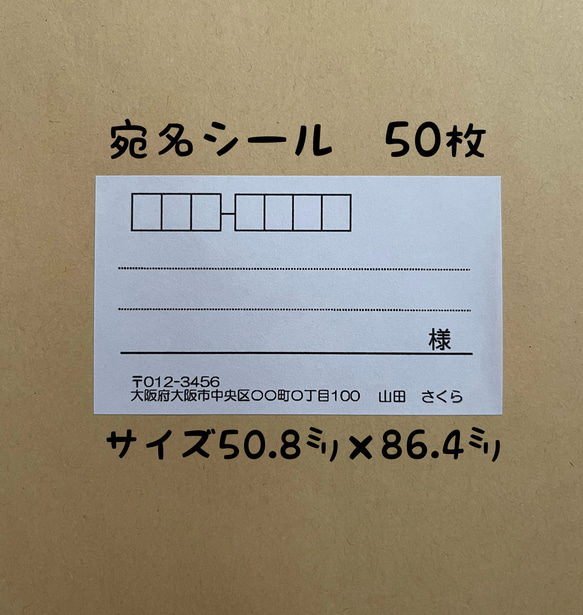 宛名シール　50枚
様
〒012-3456
大阪府大阪市中央区〇〇町〇丁目100　山田　さくら
サイズ50.8㍉×86.4㍉